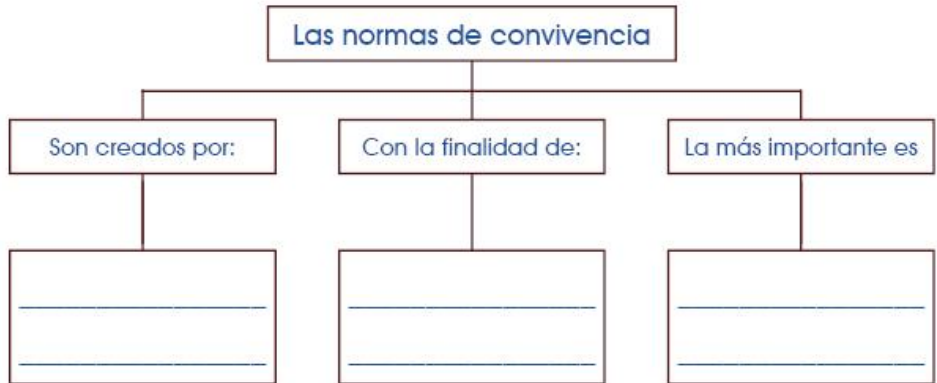 Las normas de convivencia
Son creados por:
Con la finalidad de:
La más importante es